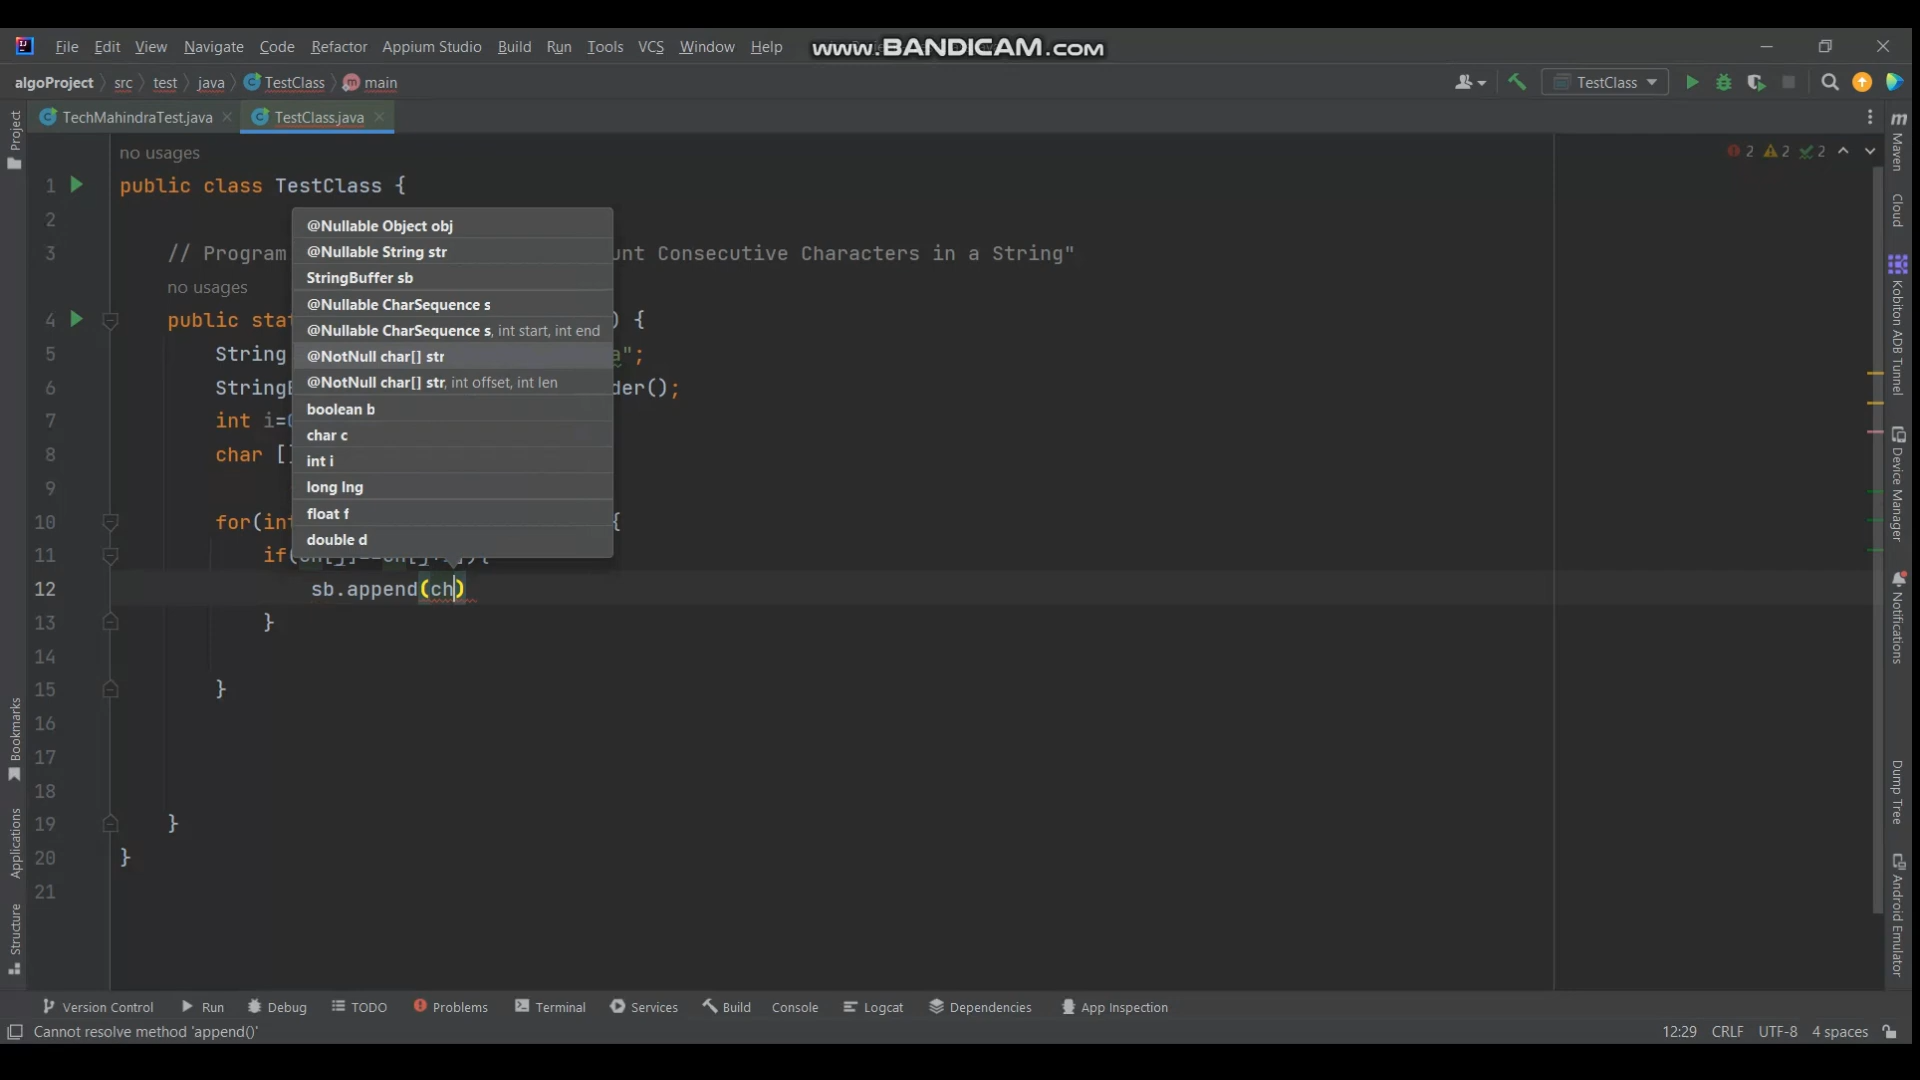 File Edit View Navigate Code Refactor Appium Studio Build Run Tools VCS Window Help
www.BANDICAM.com
algoProject src test java TestClass main
TestClass
TechMahindraTest.java TestClass.java
no usages
2 2 2
1 public class TestClass {
2
3 // Program unt Consecutive Characters in a String"
no usages
4 public stat ) {
5 String a";
6 StringB der();
7 int i=
8 char []
9
10 for(int {
11 if(
12 sb.append(ch)
13 }
14
15 }
16
17
18
19 }
20 }
21
@Nullable Object obj
@Nullable String str
StringBuffer sb
@Nullable CharSequence s
@Nullable CharSequence s, int start, int end
@NotNull char[] str
@NotNull char[] str, int offset, int len
boolean b
char c
int i
long lng
float f
double d
Project
Bookmarks
Applications
Structure
Maven
Cloud
Kobiton ADB Tunnel
Device Manager
Notifications
Dump Tree
Android Emulator
Version Control Run Debug TODO Problems Terminal Services Build Console Logcat Dependencies App Inspection
Cannot resolve method 'append()'
12:29 CRLF UTF-8 4 spaces